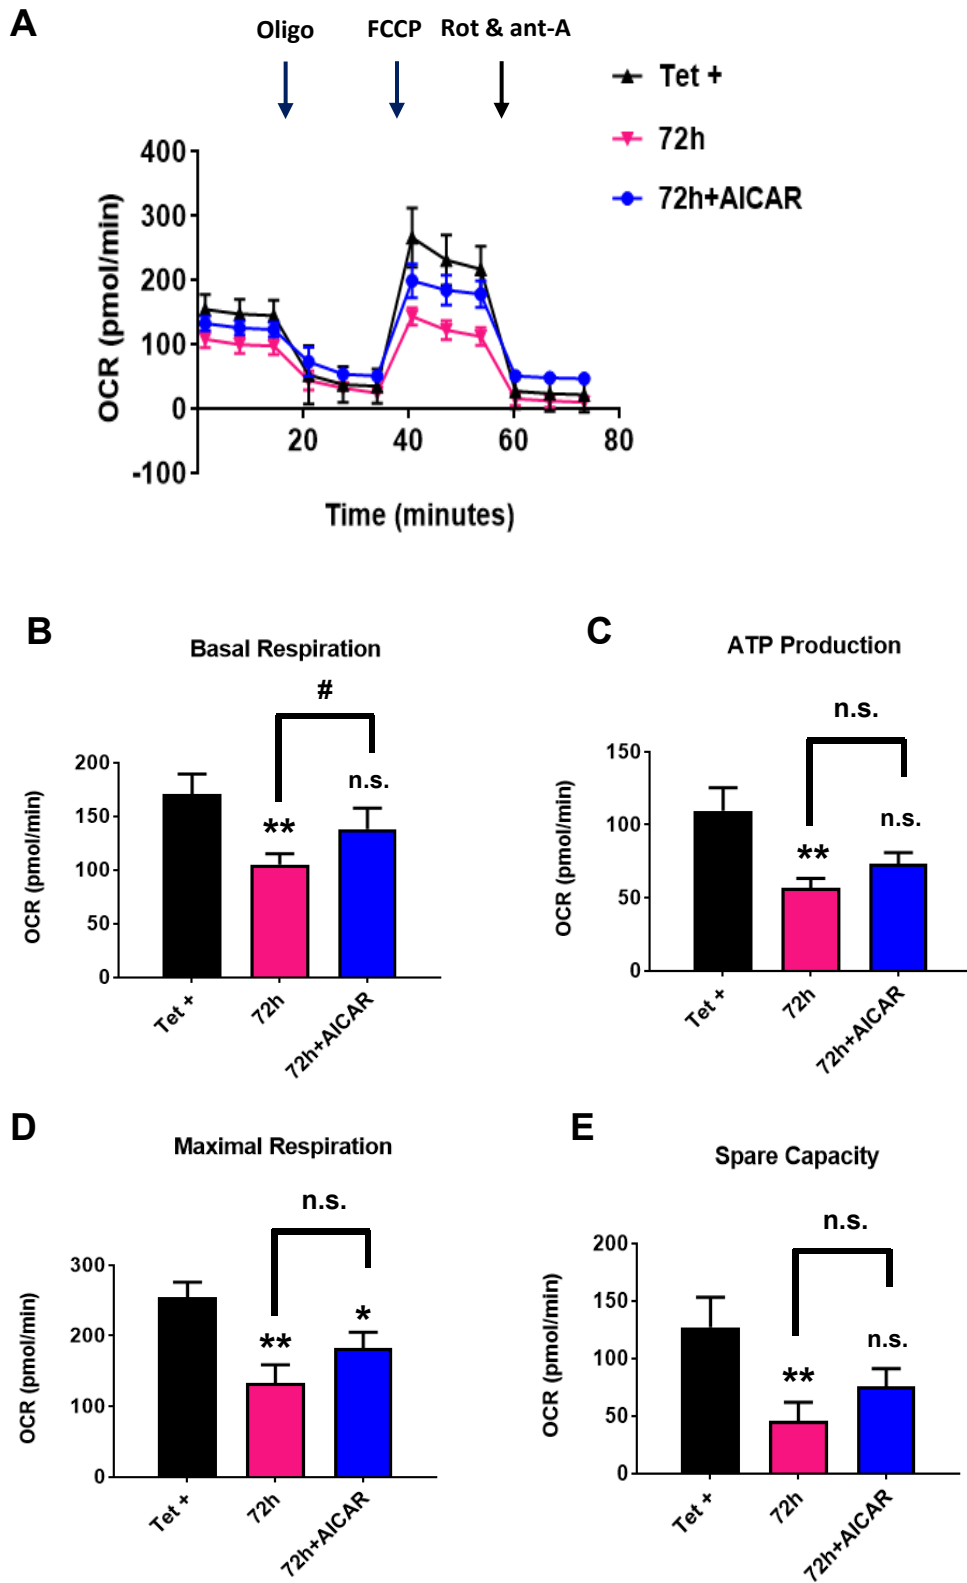 A
Oligo FCCP Rot & ant-A
Tet +
72h
72h+AICAR
400
300
200
100
0
-100
OCR (pmol/min)
20 40 60 80
Time (minutes)
B
Basal Respiration
#
n.s.
**
200
150
100
50
0
OCR (pmol/min)
Tet + 72h 72h+AICAR
C
ATP Production
n.s.
n.s.
**
150
100
50
0
OCR (pmol/min)
Tet + 72h 72h+AICAR
D
Maximal Respiration
n.s.
*
**
300
200
100
0
OCR (pmol/min)
Tet + 72h 72h+AICAR
E
Spare Capacity
n.s.
n.s.
**
200
150
100
50
0
OCR (pmol/min)
Tet + 72h 72h+AICAR